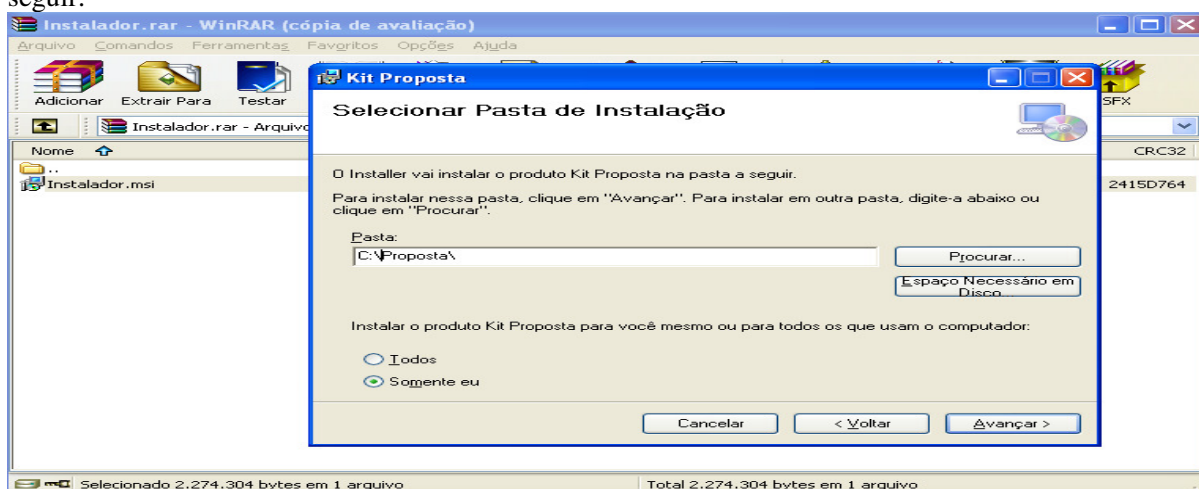 seguir:
Instalador.rar - WinRAR (cópia de avaliação)
Arquivo Comandos Ferramentas Favoritos Opções Ajuda
Adicionar Extrair Para Testar SFX
Instalador.rar - Arquivo
Nome CRC32
..
Instalador.msi 2415D764
Kit Proposta
Selecionar Pasta de Instalação
O Installer vai instalar o produto Kit Proposta na pasta a seguir.
Para instalar nessa pasta, clique em "Avançar". Para instalar em outra pasta, digite-a abaixo ou
clique em "Procurar".
Pasta:
C:\Proposta\
Procurar...
Espaço Necessário em
Disco...
Instalar o produto Kit Proposta para você mesmo ou para todos os que usam o computador:
Todos
Somente eu
Cancelar < Voltar Avançar >
Selecionado 2.274.304 bytes em 1 arquivo Total 2.274.304 bytes em 1 arquivo